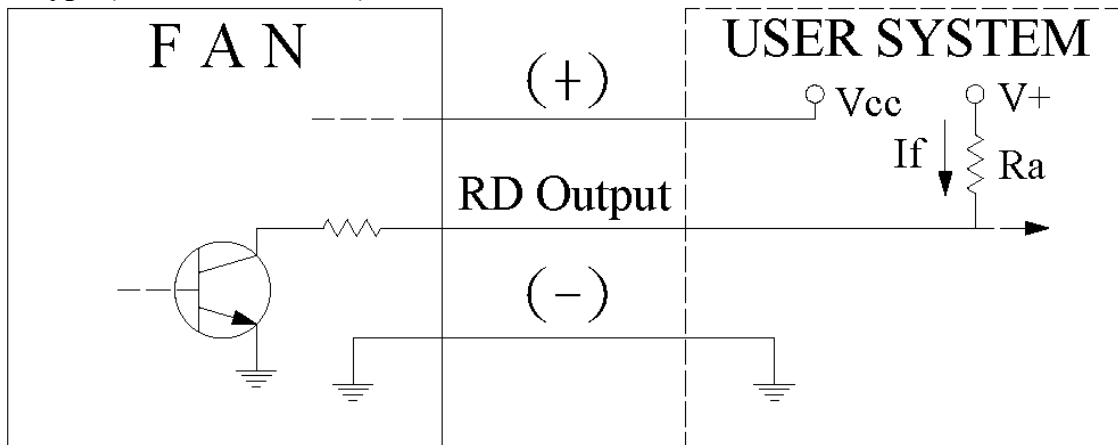 F A N
USER SYSTEM
(+)
Vcc
V+
If
Ra
RD Output
(-)